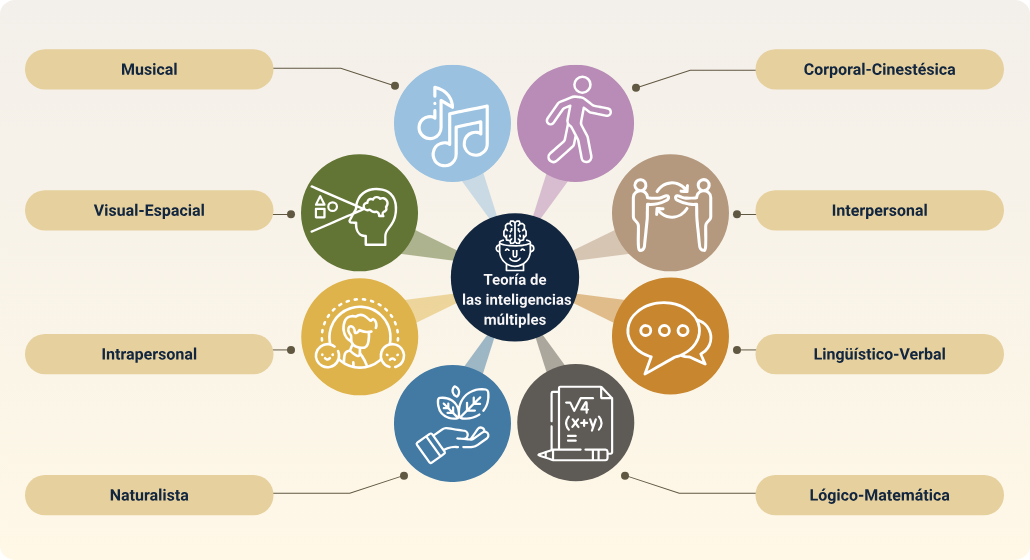 Musical
Corporal-Cinestésica
Visual-Espacial
Interpersonal
Teoría de
las inteligencias
múltiples
Intrapersonal
Lingüístico-Verbal
√4
(x+y)
=
Naturalista
Lógico-Matemática